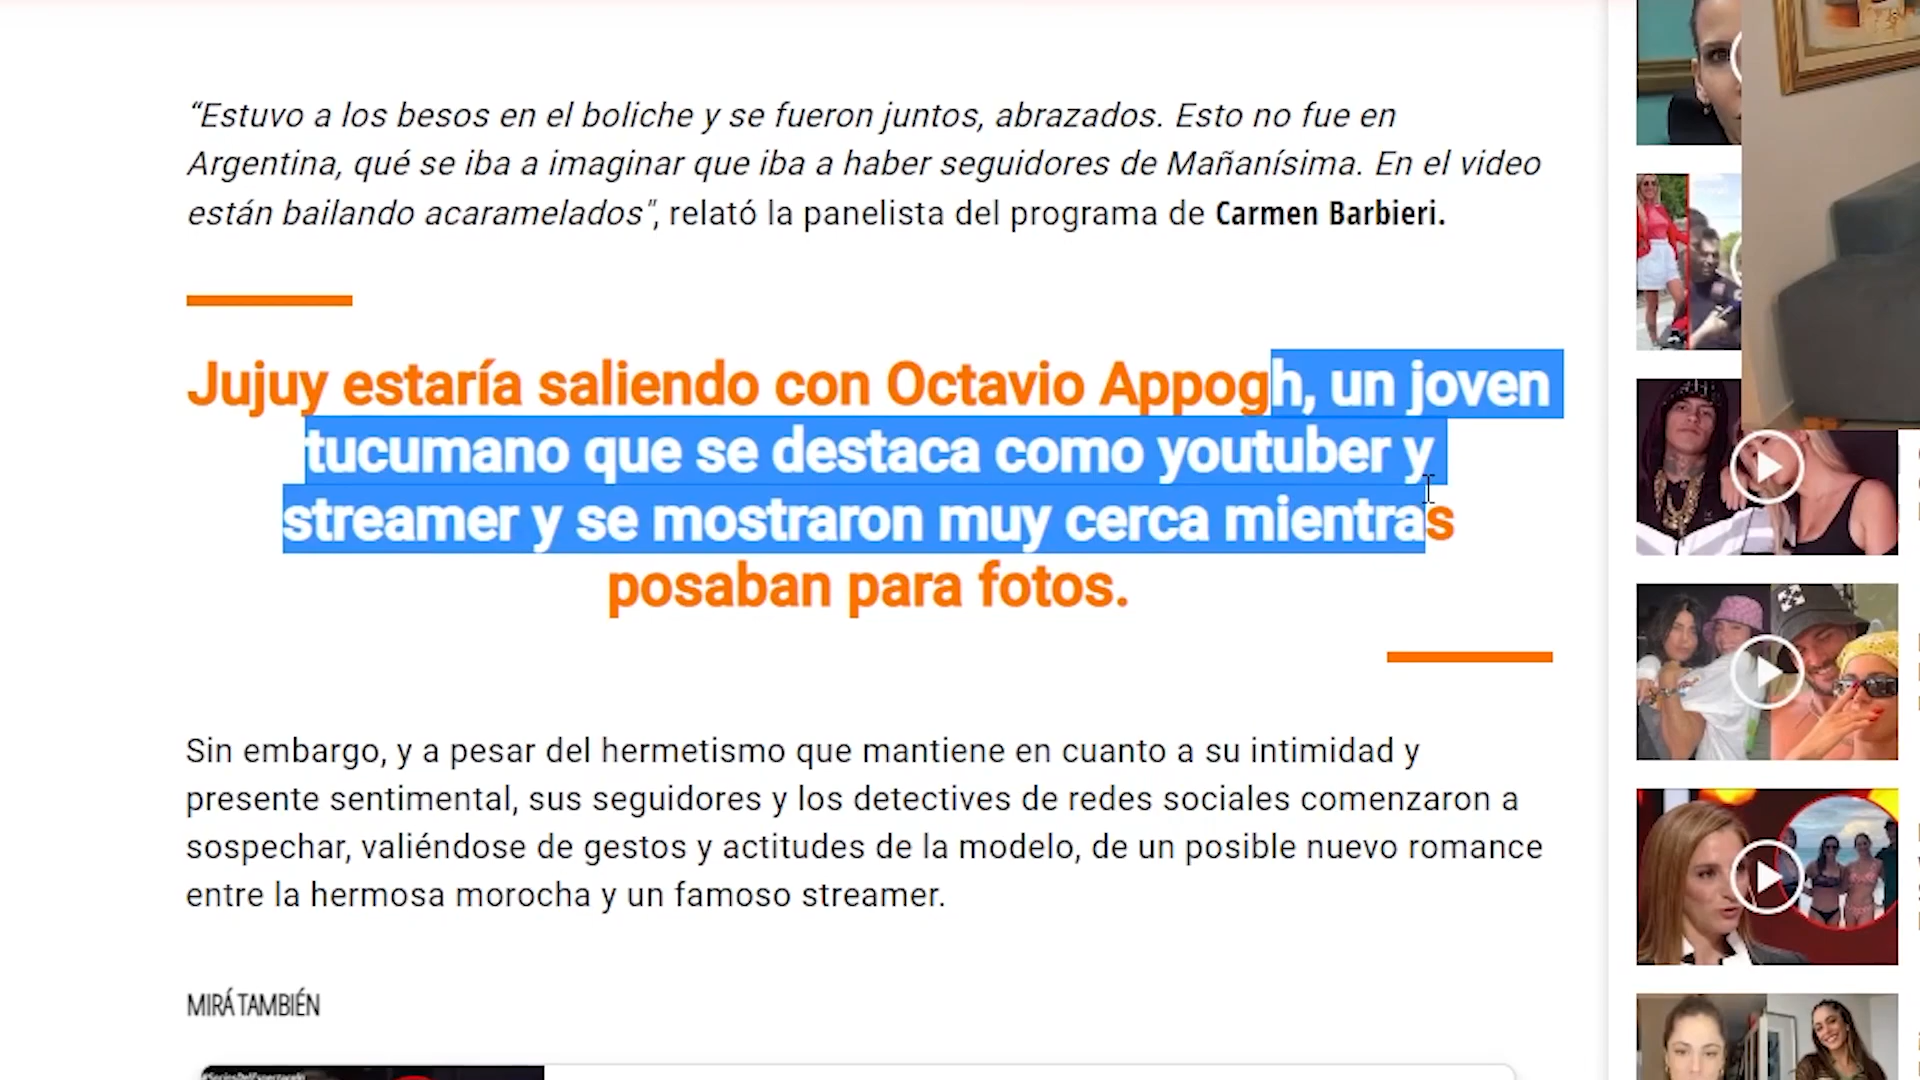 “Estuvo a los besos en el boliche y se fueron juntos, abrazados. Esto no fue en
Argentina, qué se iba a imaginar que iba a haber seguidores de Mañanísima. En el video
están bailando acaramelados", relató la panelista del programa de Carmen Barbieri.
Jujuy estaría saliendo con Octavio Appogh, un joven
tucumano que se destaca como youtuber y
streamer y se mostraron muy cerca mientras
posaban para fotos.
Sin embargo, y a pesar del hermetismo que mantiene en cuanto a su intimidad y
presente sentimental, sus seguidores y los detectives de redes sociales comenzaron a
sospechar, valiéndose de gestos y actitudes de la modelo, de un posible nuevo romance
entre la hermosa morocha y un famoso streamer.
MIRÁ TAMBIÉN